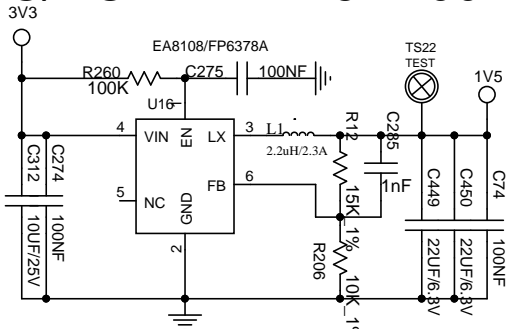 3V3
EA8108/FP6378A
R260
100K
C275
100NF
TS22
TEST
1V5
U16
4
VIN
EN
LX
3
L1
2.2uH/2.3A
R12
15K_1%
C285
1nF
5
NC
GND
FB
6
2
C312
10UF/25V
C274
100NF
R206
C449
22UF/6.3V
C450
22UF/6.3V
C74
100NF